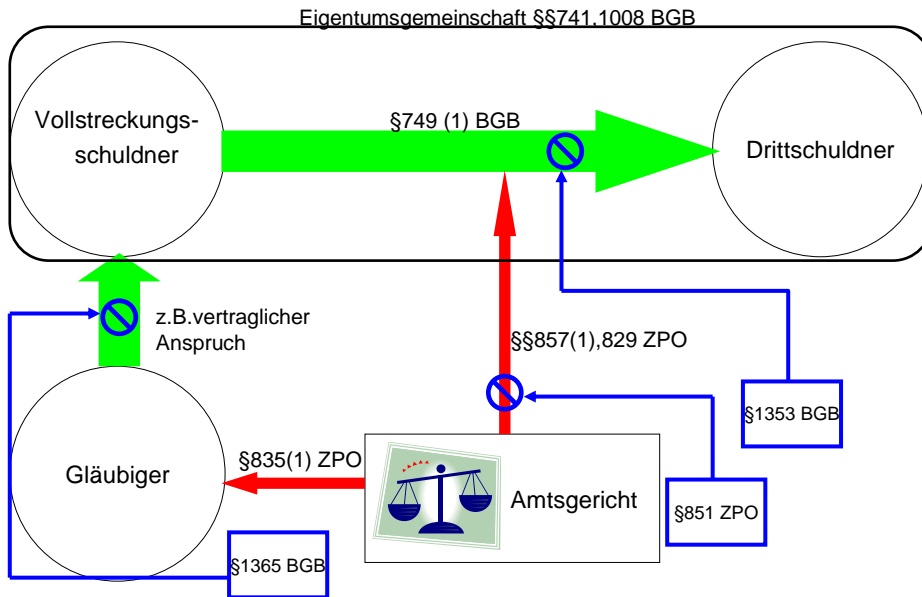 Eigentumsgemeinschaft §§741,1008 BGB
Vollstreckungs-
schuldner
§749 (1) BGB
Drittschuldner
z.B.vertraglicher
Anspruch
§§857(1),829 ZPO
§1353 BGB
§835(1) ZPO
Gläubiger
Amtsgericht
§851 ZPO
§1365 BGB